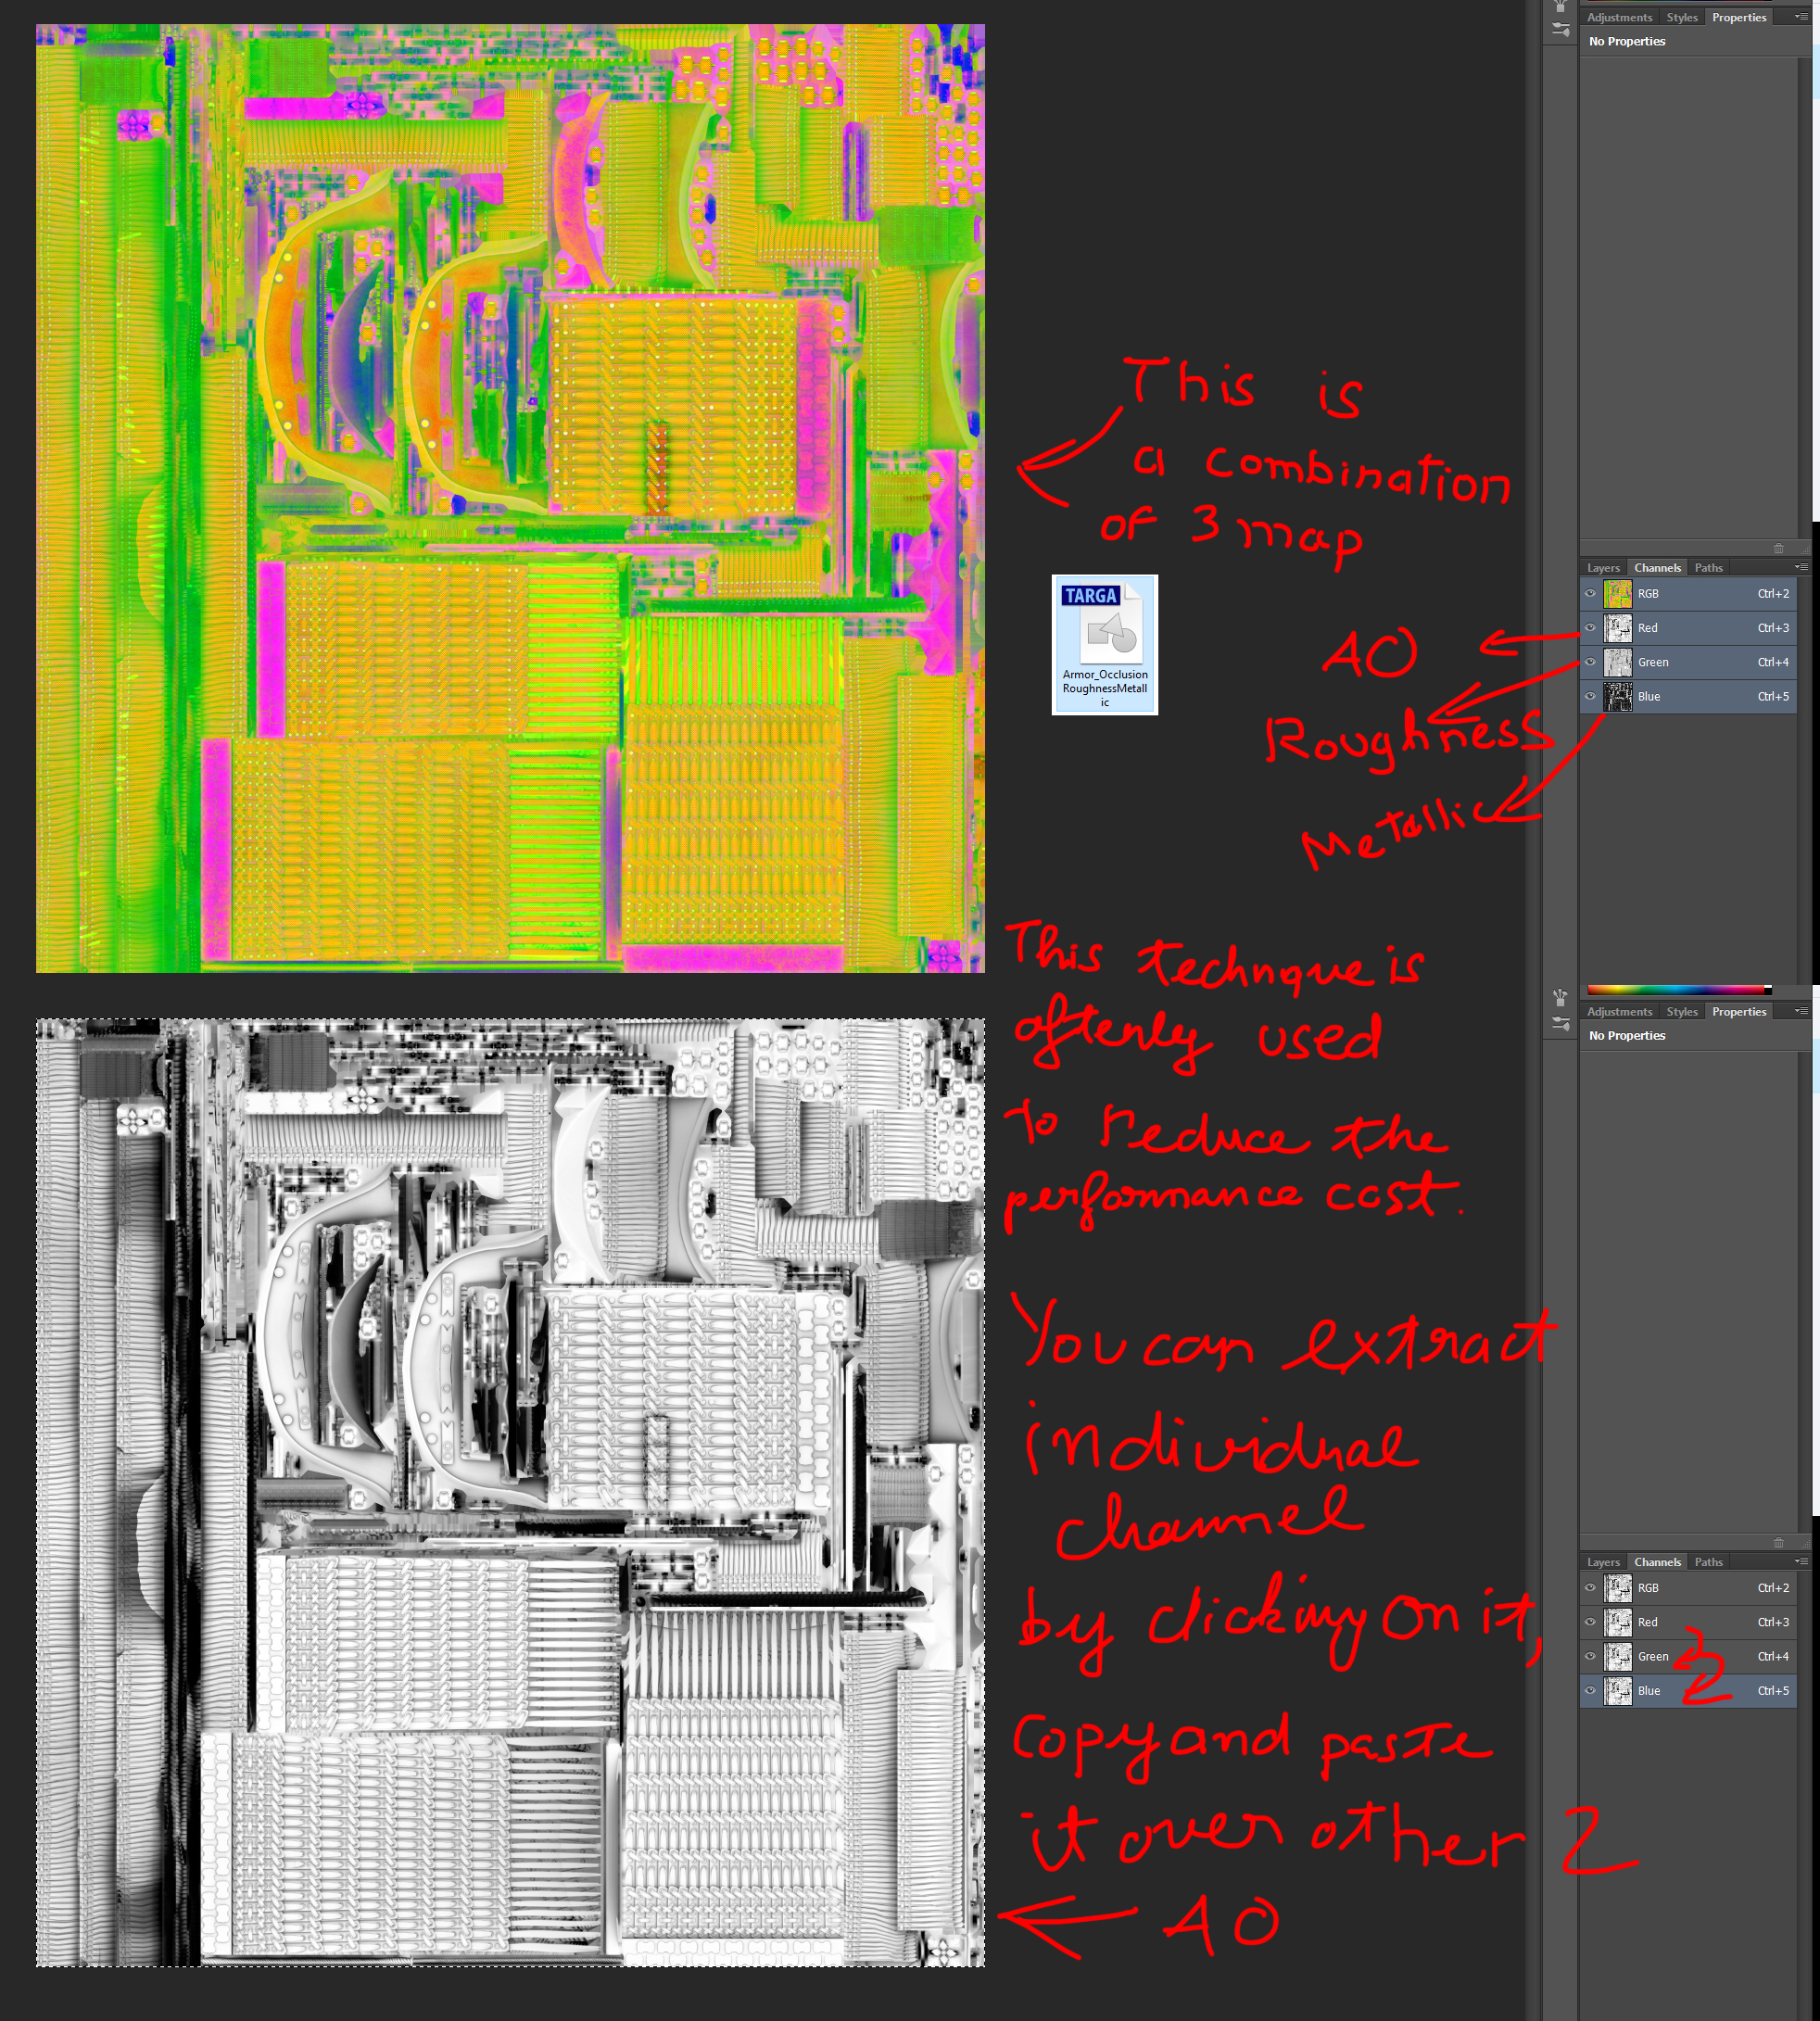 Adjustments Styles Properties
No Properties
This is
a combination
of 3 map
TARGA
Armor_Occlusion
RoughnessMetall
ic
Layers Channels Paths
RGB Ctrl+2
Red Ctrl+3
Green Ctrl+4
Blue Ctrl+5
AO
Roughness
Metallic
This technque is
oftenly used
to reduce the
performance cost.
Adjustments Styles Properties
No Properties
You can extract
individual
channel
by clicking on it,
copy and paste
it over other 2
AO
Layers Channels Paths
RGB Ctrl+2
Red Ctrl+3
Green Ctrl+4
Blue Ctrl+5